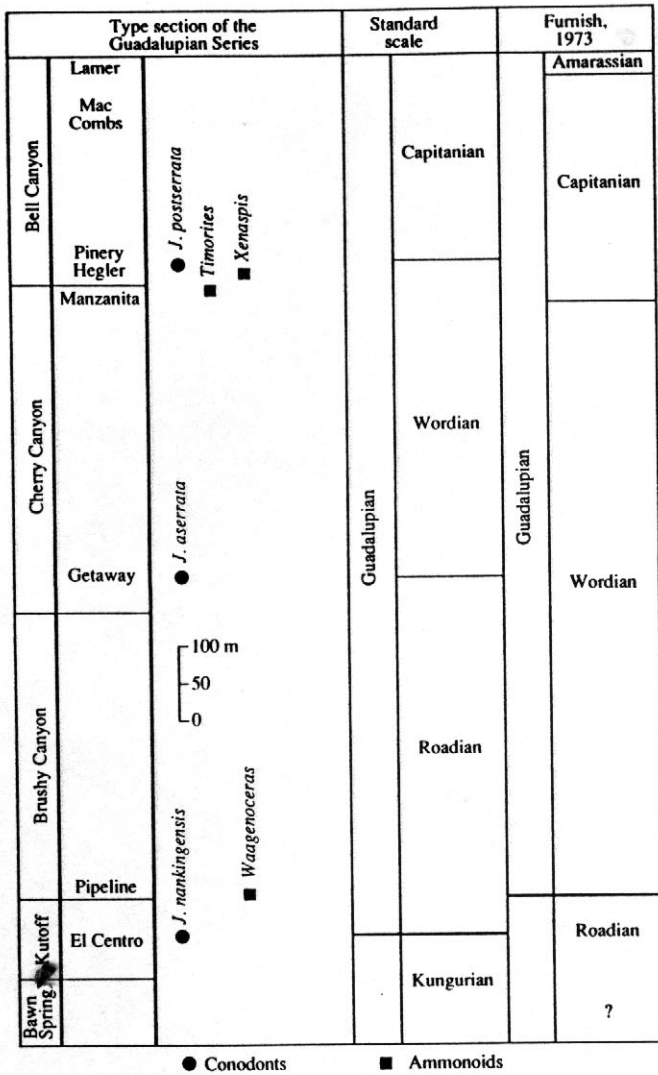 Type section of the
Guadalupian Series
Standard
scale
Furnish,
1973
Bell Canyon
Cherry Canyon
Brushy Canyon
Kutoff
Bawn
Spring
Lamer
Mac
Combs
Pinery
Hegler
Manzanita
Getaway
Pipeline
El Centro
J. postserrata
Timorites
Xenaspis
J. aserrata
100 m
50
0
J. nankingensis
Waagenoceras
Guadalupian
Capitanian
Wordian
Roadian
Kungurian
Guadalupian
Amarassian
Capitanian
Wordian
Roadian
?
Conodonts
Ammonoids